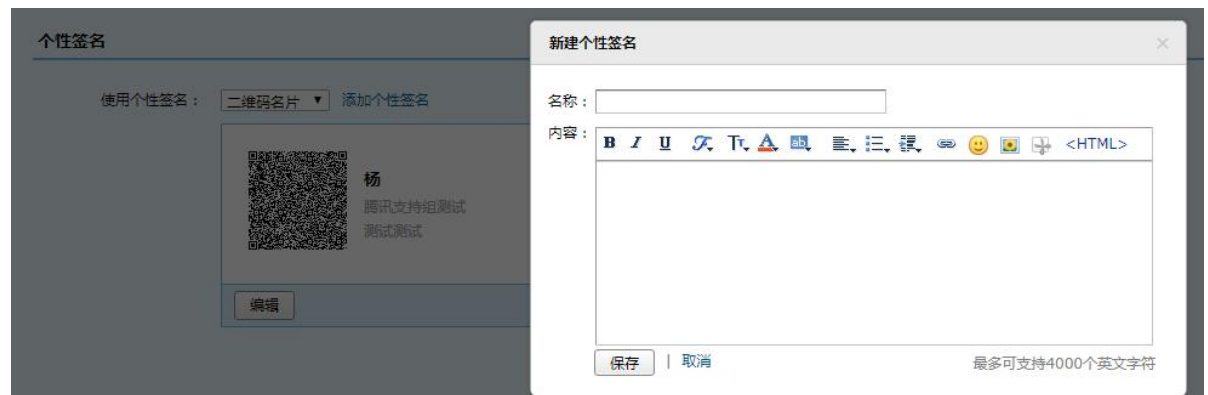 个性签名
使用个性签名： 二维码名片 ▼ 添加个性签名
杨
腾讯支持组测试
测试测试
编辑
新建个性签名 ×
名称：
内容：
B I U <HTML>
保存 | 取消
最多可支持4000个英文字符